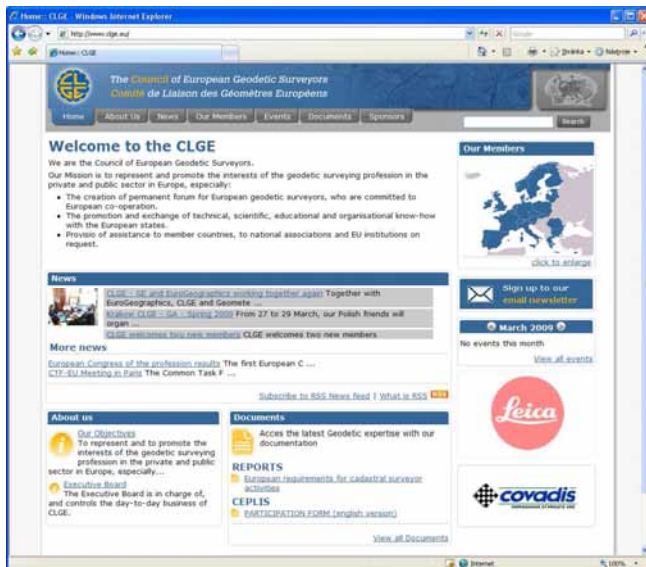 Home:: CLGE - Windows Internet Explorer
http://www.clge.eu/
Google
Home:: CLGE
Stránka
Nástroje
The Council of European Geodetic Surveyors
Comité de Liaison des Géomètres Européens
Home About Us News Our Members Events Documents Sponsors
Search
Welcome to the CLGE
We are the Council of European Geodetic Surveyors.
Our Mission is to represent and promote the interests of the geodetic surveying profession in the
private and public sector in Europe, especially:
The creation of permanent forum for European geodetic surveyors, who are committed to
European co-operation.
The promotion and exchange of technical, scientific, educational and organisational know-how
with the European states.
Provisio of assistance to member countries, to national associations and EU institutions on
request.
Our Members
click to enlarge
News
CLGE - GE and EuroGeographics working together again Together with
EuroGeographics, CLGE and Geomete ...
Krakow CLGE - GA - Spring 2009 From 27 to 29 March, our Polish friends will
organ ...
CLGE welcomes two new members CLGE welcomes two new members
More news
European Congress of the profession results The first European C ...
CTF-EU Meeting in Paris The Common Task F ...
Subscribe to RSS News feed | What is RSS RSS
Sign up to our
email newsletter
March 2009
No events this month
View all events
Leica
About us
Our Objectives
To represent and to promote the
interests of the geodetic surveying
profession in the private and public
sector in Europe, especially...
Executive Board
The Executive Board is in charge of,
and controls the day-to-day business of
CLGE.
Documents
Acces the latest Geodetic expertise with our
documentation
REPORTS
European requirements for cadastral surveyor
activities
CEPLIS
PARTICIPATION FORM (english version)
View all Documents
covadis
Internet
100%